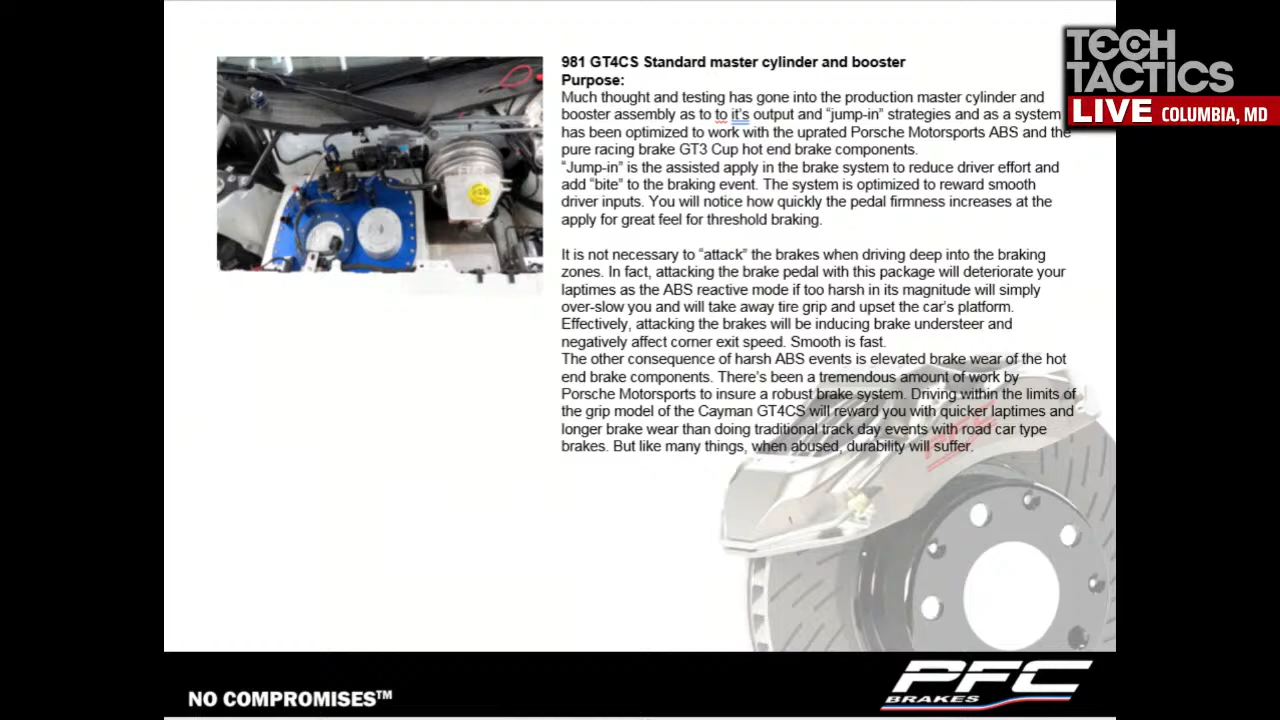 TECH
TACTICS
LIVE COLUMBIA, MD
981 GT4CS Standard master cylinder and booster
Purpose:
Much thought and testing has gone into the production master cylinder and
booster assembly as to to it's output and “jump-in” strategies and as a system
has been optimized to work with the uprated Porsche Motorsports ABS and the
pure racing brake GT3 Cup hot end brake components.
“Jump-in” is the assisted apply in the brake system to reduce driver effort and
add “bite” to the braking event. The system is optimized to reward smooth
driver inputs. You will notice how quickly the pedal firmness increases at the
apply for great feel for threshold braking.
It is not necessary to “attack” the brakes when driving deep into the braking
zones. In fact, attacking the brake pedal with this package will deteriorate your
laptimes as the ABS reactive mode if too harsh in its magnitude will simply
over-slow you and will take away tire grip and upset the car's platform.
Effectively, attacking the brakes will be inducing brake understeer and
negatively affect corner exit speed. Smooth is fast.
The other consequence of harsh ABS events is elevated brake wear of the hot
end brake components. There's been a tremendous amount of work by
Porsche Motorsports to insure a robust brake system. Driving within the limits of
the grip model of the Cayman GT4CS will reward you with quicker laptimes and
longer brake wear than doing traditional track day events with road car type
brakes. But like many things, when abused, durability will suffer.
PFC
NO COMPROMISES™
PFC
BRAKES